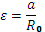 ε = a / R₀